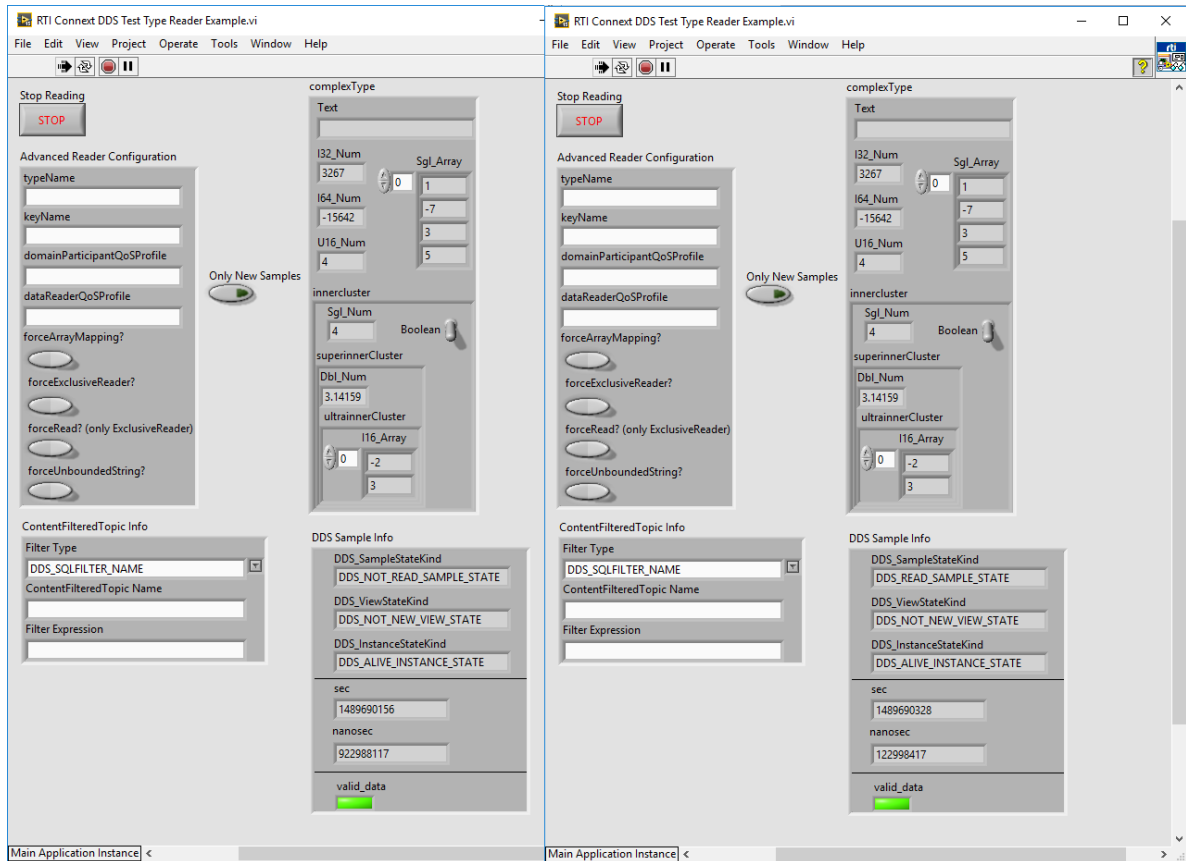 RTI Connext DDS Test Type Reader Example.vi
File Edit View Project Operate Tools Window Help
Stop Reading
STOP
Advanced Reader Configuration
typeName
keyName
domainParticipantQoSProfile
dataReaderQoSProfile
forceArrayMapping?
forceExclusiveReader?
forceRead? (only ExclusiveReader)
forceUnboundedString?
Only New Samples
ContentFilteredTopic Info
Filter Type
DDS_SQLFILTER_NAME
ContentFilteredTopic Name
Filter Expression
complexType
Text
I32_Num
3267
I64_Num
-15642
U16_Num
4
Sgl_Array
0
1
-7
3
5
innercluster
Sgl_Num
4
Boolean
superinnerCluster
Dbl_Num
3.14159
ultrainnerCluster
I16_Array
0
-2
3
DDS Sample Info
DDS_SampleStateKind
DDS_NOT_READ_SAMPLE_STATE
DDS_ViewStateKind
DDS_NOT_NEW_VIEW_STATE
DDS_InstanceStateKind
DDS_ALIVE_INSTANCE_STATE
sec
1489690156
nanosec
922988117
valid_data
Main Application Instance <
RTI Connext DDS Test Type Reader Example.vi
File Edit View Project Operate Tools Window Help
?
rti
Stop Reading
STOP
Advanced Reader Configuration
typeName
keyName
domainParticipantQoSProfile
dataReaderQoSProfile
forceArrayMapping?
forceExclusiveReader?
forceRead? (only ExclusiveReader)
forceUnboundedString?
Only New Samples
ContentFilteredTopic Info
Filter Type
DDS_SQLFILTER_NAME
ContentFilteredTopic Name
Filter Expression
complexType
Text
I32_Num
3267
I64_Num
-15642
U16_Num
4
Sgl_Array
0
1
-7
3
5
innercluster
Sgl_Num
4
Boolean
superinnerCluster
Dbl_Num
3.14159
ultrainnerCluster
I16_Array
0
-2
3
DDS Sample Info
DDS_SampleStateKind
DDS_READ_SAMPLE_STATE
DDS_ViewStateKind
DDS_NOT_NEW_VIEW_STATE
DDS_InstanceStateKind
DDS_ALIVE_INSTANCE_STATE
sec
1489690328
nanosec
122998417
valid_data
Main Application Instance < >